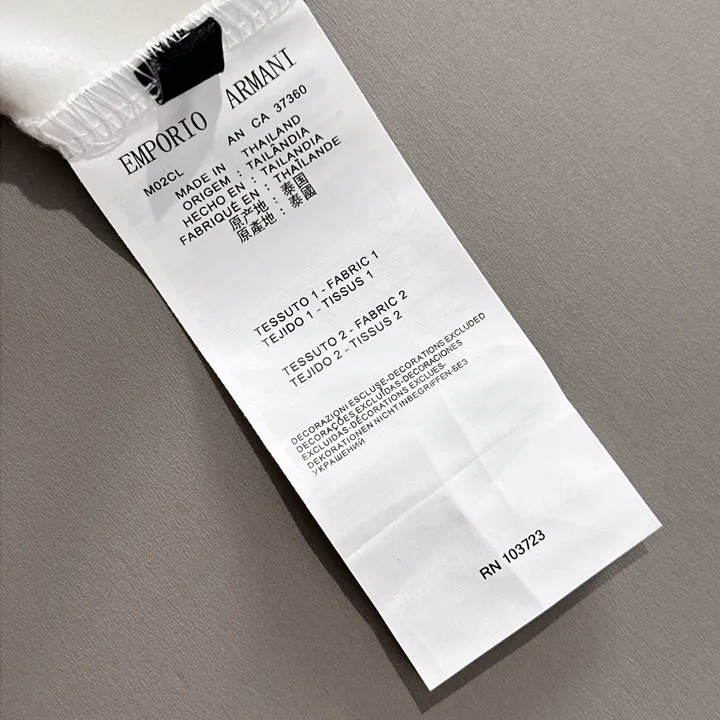 EMPORIO ARMANI
M02CL AN CA 37360
MADE IN THAILAND
ORIGEM : TAILÂNDIA
HECHO EN : TAILANDIA
FABRIQUÉ EN : THAÏLANDE
原产地 : 泰国
原產地 : 泰國
TESSUTO 1 - FABRIC 1
TEJIDO 1 - TISSUS 1
TESSUTO 2 - FABRIC 2
TEJIDO 2 - TISSUS 2
DECORAZIONI ESCLUSE-DECORATIONS EXCLUDED
DECORAÇÕES EXCLUÍDAS-DECORACIONES
EXCLUIDAS-DÉCORATIONS EXCLUES-
DEKORATIONEN NICHT INBEGRIFFEN-БЕЗ
УКРАШЕНИЙ
RN 103723